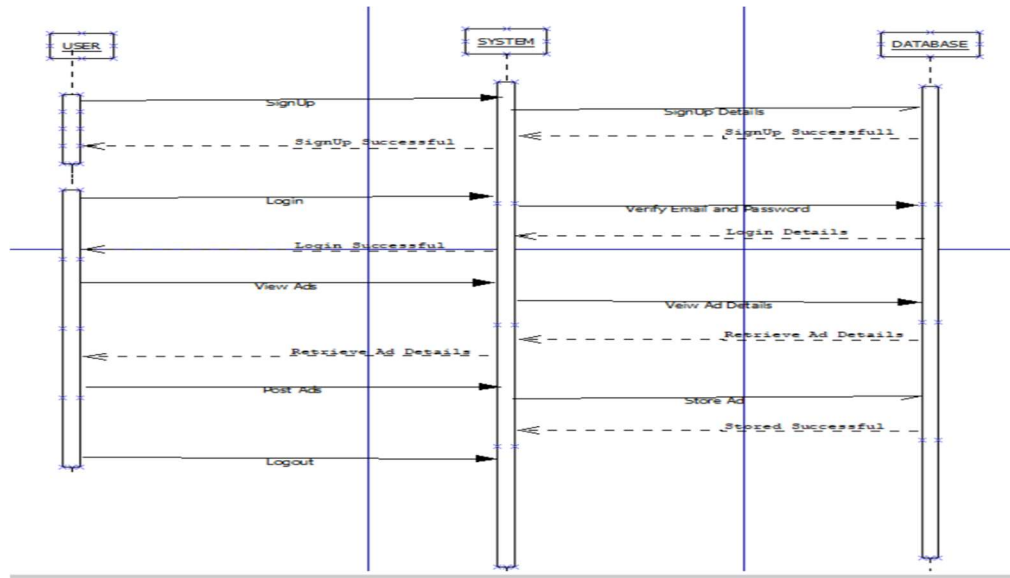 USER
SYSTEM
DATABASE
SignUp
SignUp Details
SignUp Successfull
SignUp Successful
Login
Verify Email and Password
Login Details
Login Successful
View Ads
Veiw Ad Details
Retrieve Ad Details
Retrieve Ad Details
Post Ads
Store Ad
Stored Successful
Logout